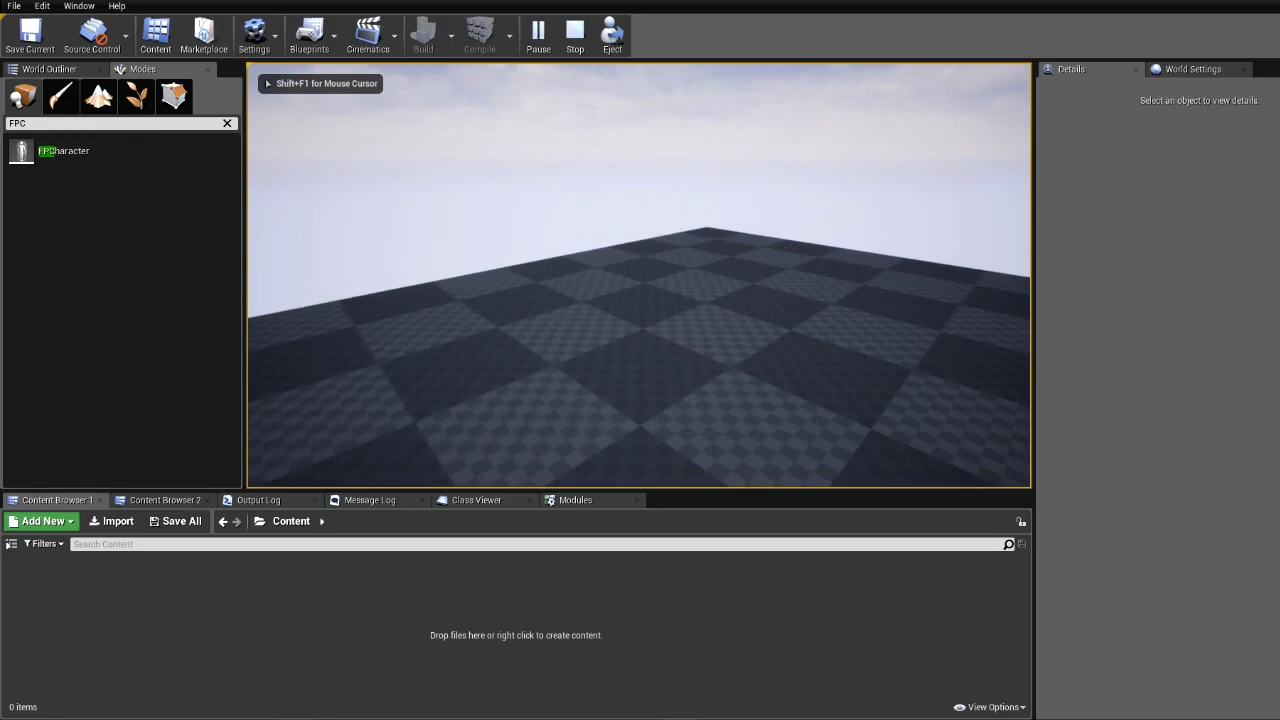 File Edit Window Help
Save Current Source Control Content Marketplace Settings Blueprints Cinematics Build Compile Pause Stop Eject
World Outliner Modes Details World Settings
Shift+F1 for Mouse Cursor
Select an object to view details.
FPC
FPCharacter
Content Browser 1 Content Browser 2 Output Log Message Log Class Viewer Modules
Add New Import Save All Content
Filters Search Content
Drop files here or right click to create content.
0 items View Options